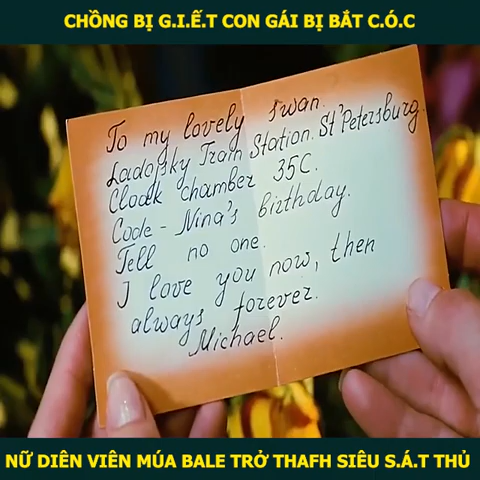 CHỒNG BỊ G.I.Ế.T CON GÁI BỊ BẮT C.Ó.C
To my lovely swan.
Ladojsky Train Station. St'Petersburg.
Cloak chamber 35C.
Code - Nina's birthday.
Tell no one.
I love you now, then
always forever.
Michael.
NỮ DIÊN VIÊN MÚA BALE TRỞ THAFH SIÊU S.Á.T THỦ